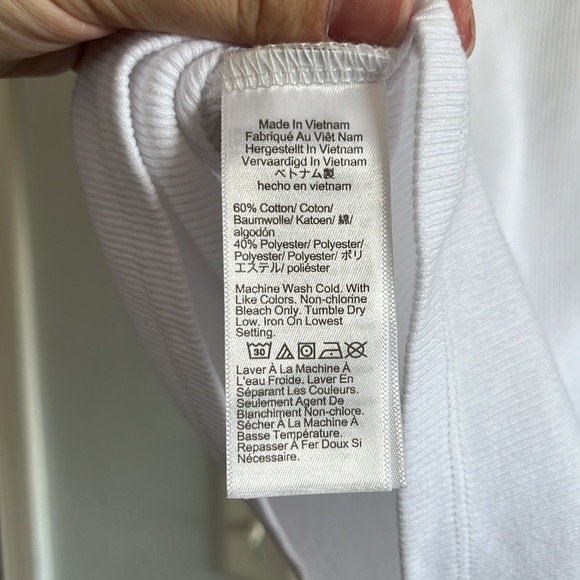 Made In Vietnam
Fabriqué Au Viêt Nam
Hergestellt In Vietnam
Vervaardigd In Vietnam
ベトナム製
hecho en vietnam
60% Cotton/ Coton/
Baumwolle/ Katoen/ 綿/
algodón
40% Polyester/ Polyester/
Polyester/ Polyester/ ポリ
エステル/ poliéster
Machine Wash Cold. With
Like Colors. Non-chlorine
Bleach Only. Tumble Dry
Low. Iron On Lowest
Setting.
30
Laver À La Machine À
L'eau Froide. Laver En
Séparant Les Couleurs.
Seulement Agent De
Blanchiment Non-chlore.
Sécher À La Machine À
Basse Température.
Repasser À Fer Doux Si
Nécessaire.